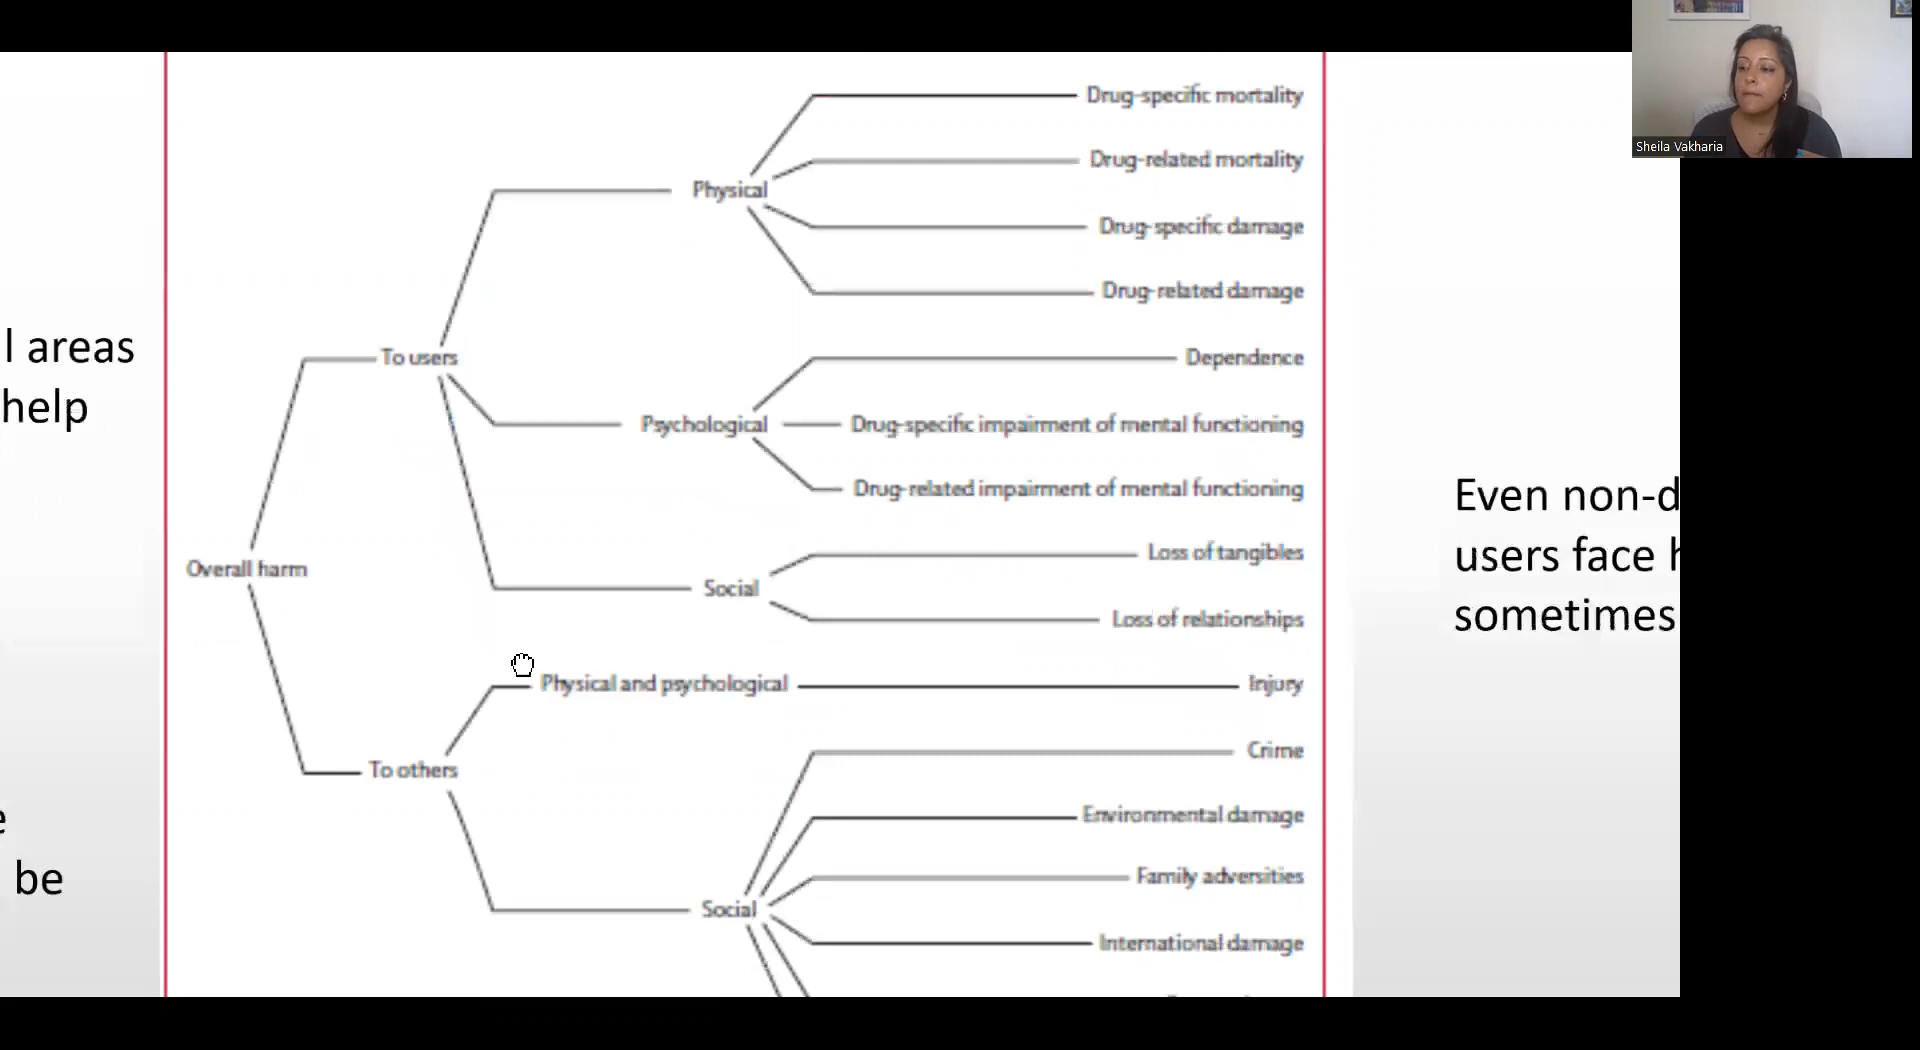 Sheila Vakharia
l areas
help
e
be
Overall harm
To users
To others
Physical
Psychological
Social
Physical and psychological
Social
Drug-specific mortality
Drug-related mortality
Drug-specific damage
Drug-related damage
Dependence
Drug-specific impairment of mental functioning
Drug-related impairment of mental functioning
Loss of tangibles
Loss of relationships
Injury
Crime
Environmental damage
Family adversities
International damage
Even non-d
users face h
sometimes